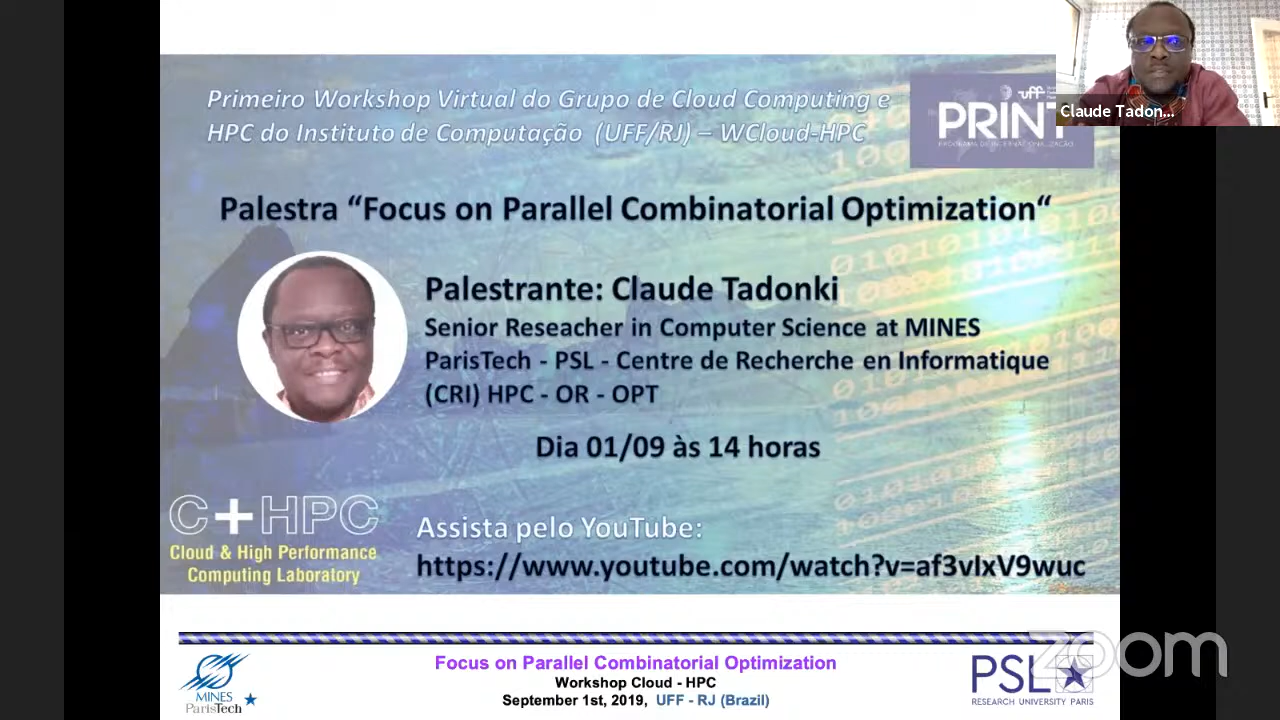 Primeiro Workshop Virtual do Grupo de Cloud Computing e
HPC do Instituto de Computação (UFF/RJ) – WCloud-HPC
uff
PRINT
PROGRAMA DE INTERNACIONALIZAÇÃO
Claude Tadon...
Palestra “Focus on Parallel Combinatorial Optimization“
Palestrante: Claude Tadonki
Senior Reseacher in Computer Science at MINES
ParisTech - PSL - Centre de Recherche en Informatique
(CRI) HPC - OR - OPT
Dia 01/09 às 14 horas
C+HPC
Cloud & High Performance
Computing Laboratory
Assista pelo YouTube:
https://www.youtube.com/watch?v=af3vIxV9wuc
MINES
ParisTech
Focus on Parallel Combinatorial Optimization
Workshop Cloud - HPC
September 1st, 2019, UFF - RJ (Brazil)
PSL
RESEARCH UNIVERSITY PARIS
zoom